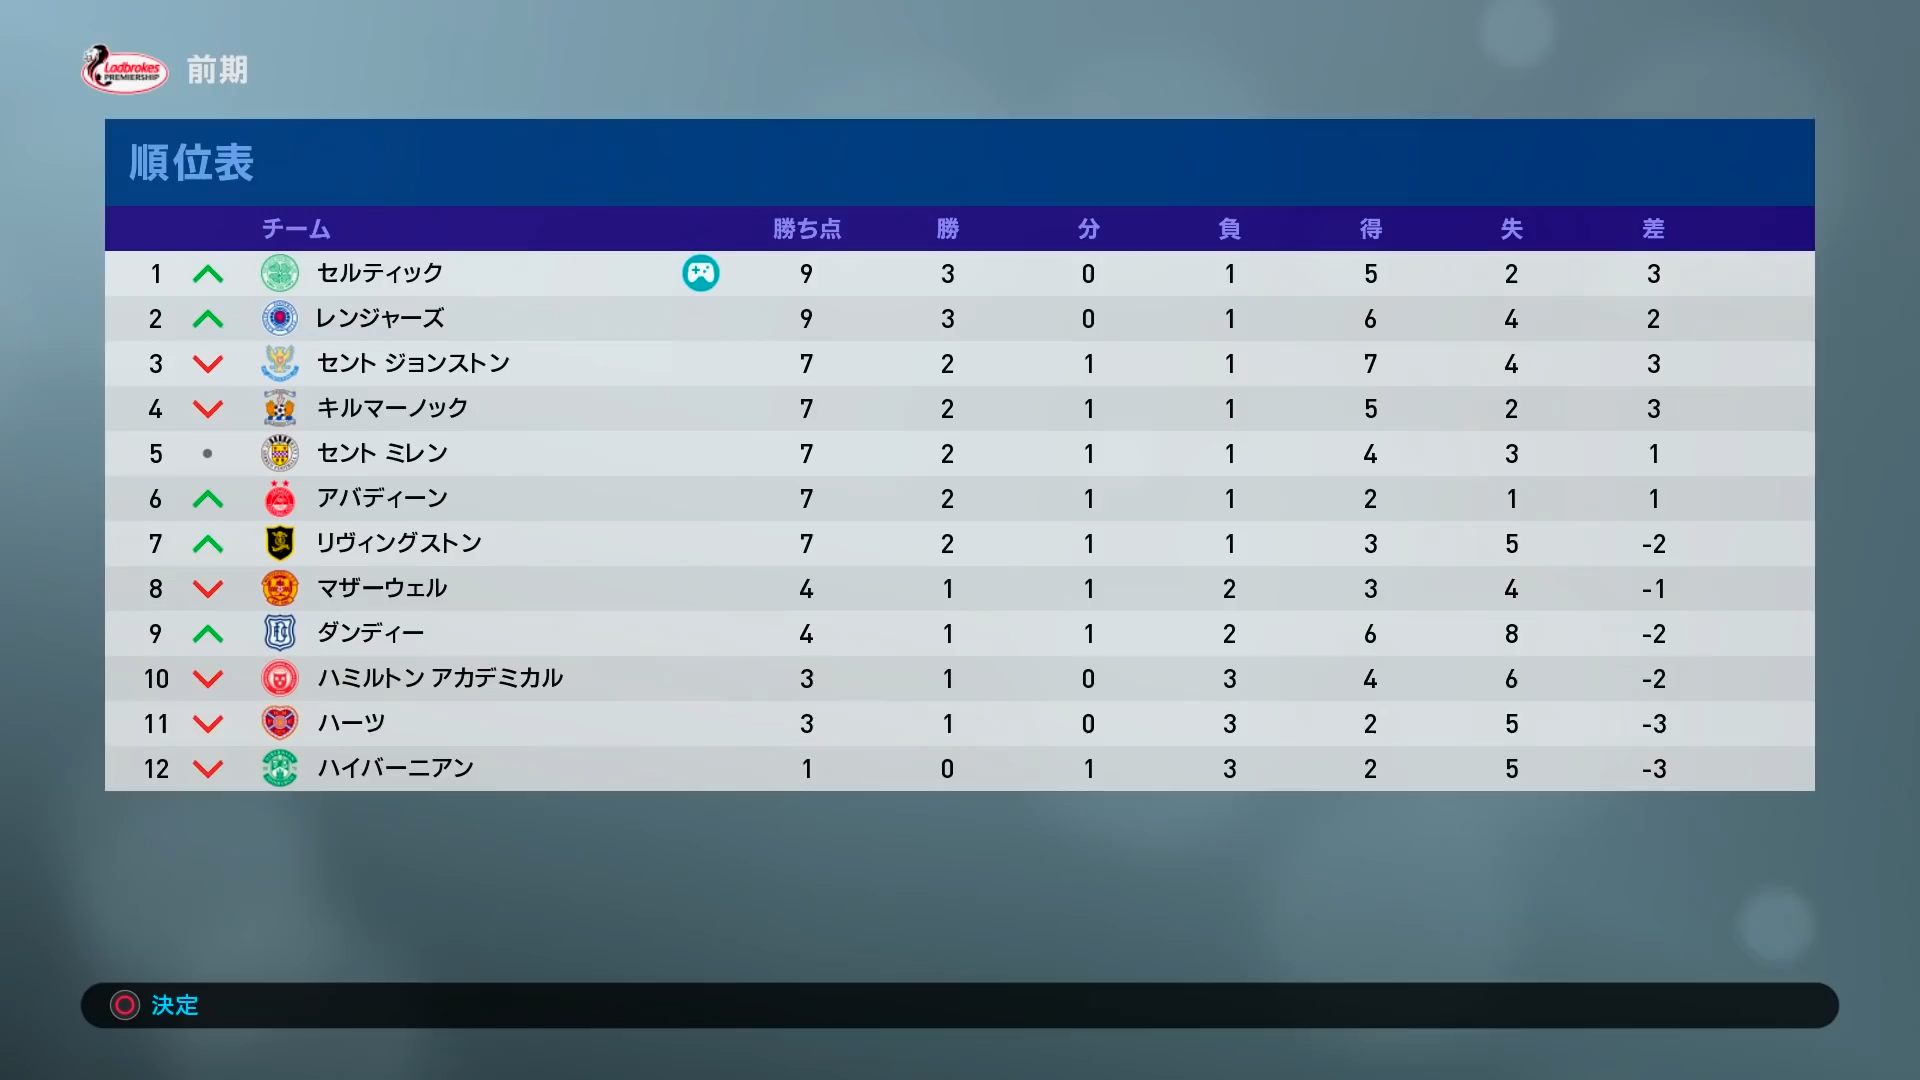 Ladbrokes
PREMIERSHIP
前期
順位表
チーム 勝ち点 勝 分 負 得 失 差
1 セルティック 9 3 0 1 5 2 3
2 レンジャーズ 9 3 0 1 6 4 2
3 セント ジョンストン 7 2 1 1 7 4 3
4 キルマーノック 7 2 1 1 5 2 3
5 セント ミレン 7 2 1 1 4 3 1
6 アバディーン 7 2 1 1 2 1 1
7 リヴィングストン 7 2 1 1 3 5 -2
8 マザーウェル 4 1 1 2 3 4 -1
9 ダンディー 4 1 1 2 6 8 -2
10 ハミルトン アカデミカル 3 1 0 3 4 6 -2
11 ハーツ 3 1 0 3 2 5 -3
12 ハイバーニアン 1 0 1 3 2 5 -3
決定